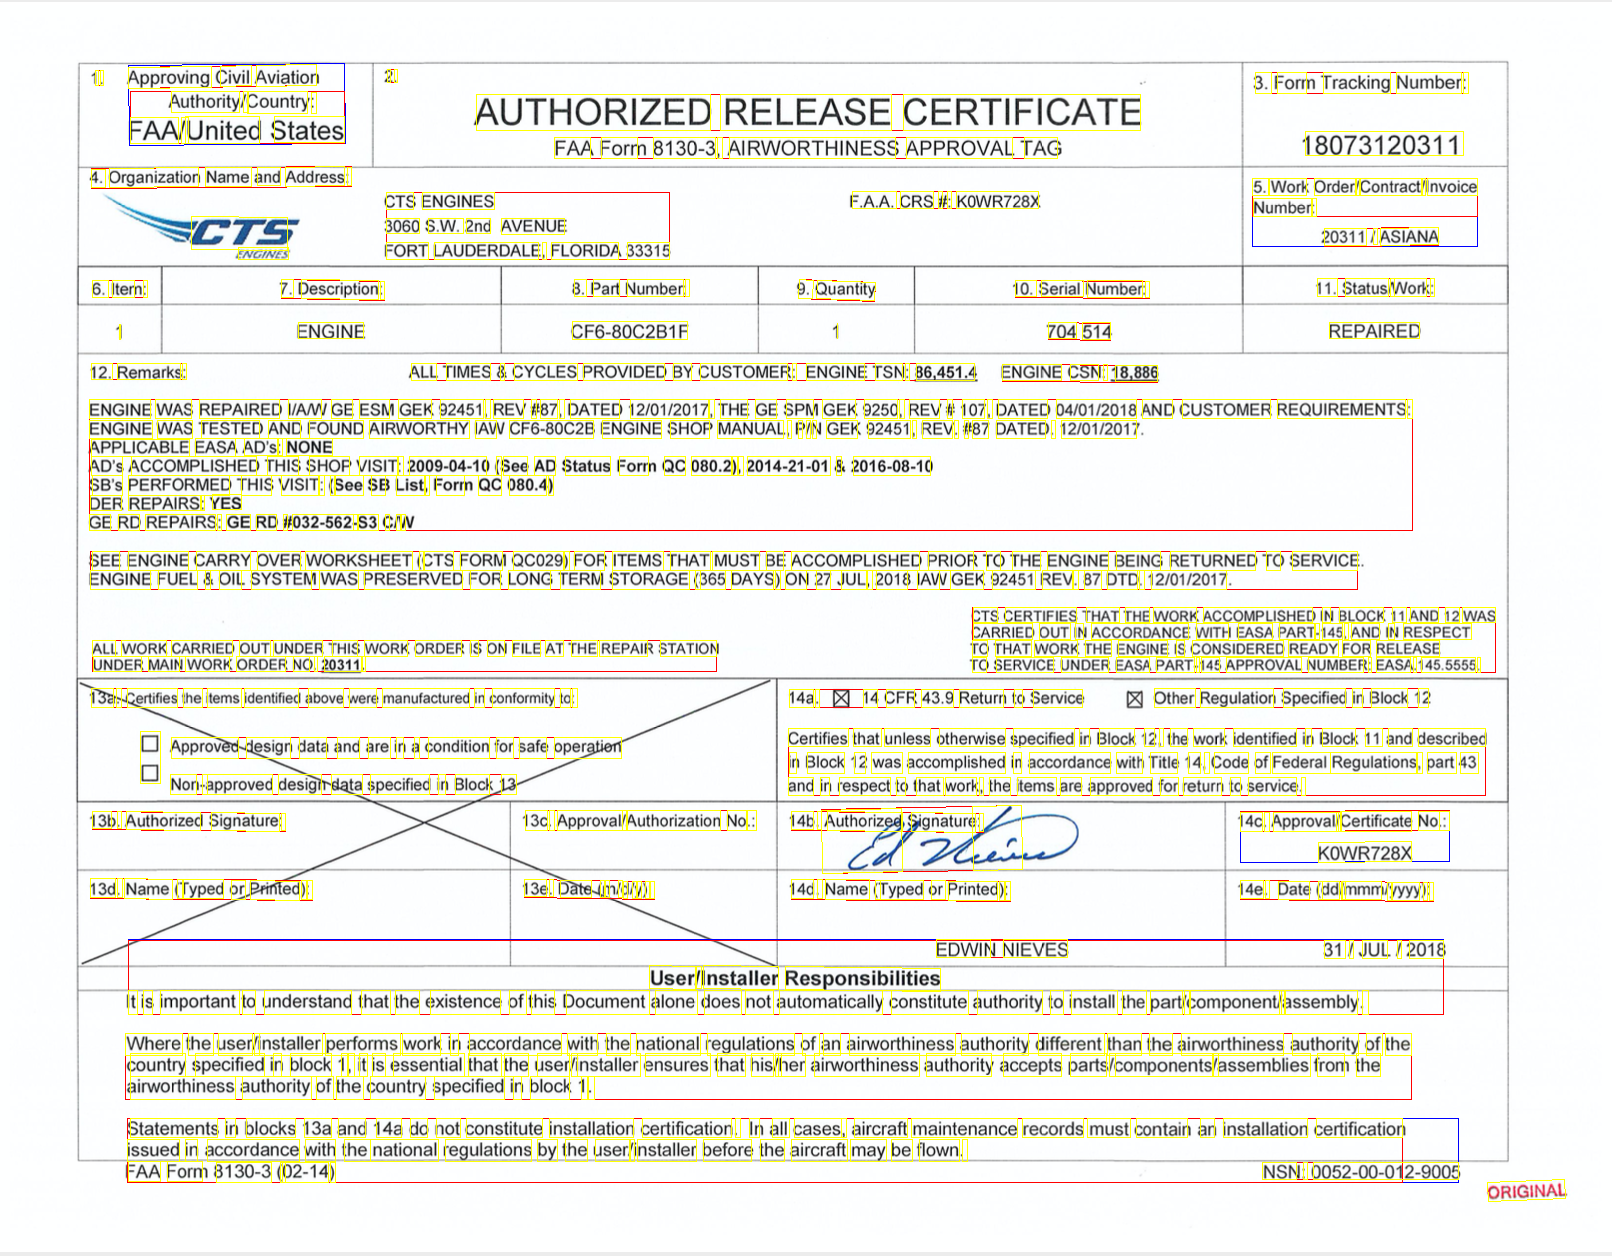 1. Approving Civil Aviation
Authority/Country:
FAA/United States
2.
AUTHORIZED RELEASE CERTIFICATE
FAA Form 8130-3, AIRWORTHINESS APPROVAL TAG
3. Form Tracking Number:
18073120311
4. Organization Name and Address:
CTS
ENGINES
CTS ENGINES
3060 S.W. 2nd AVENUE
FORT LAUDERDALE, FLORIDA 33315
F.A.A. CRS #: K0WR728X
5. Work Order/Contract/Invoice
Number:
20311 / ASIANA
6. Item: 7. Description: 8. Part Number: 9. Quantity 10. Serial Number: 11. Status/Work:
1 ENGINE CF6-80C2B1F 1 704 514 REPAIRED
12. Remarks: ALL TIMES & CYCLES PROVIDED BY CUSTOMER: ENGINE TSN: 86,451.4 ENGINE CSN: 18,886
ENGINE WAS REPAIRED I/A/W GE ESM GEK 92451, REV #87, DATED 12/01/2017, THE GE SPM GEK 9250, REV # 107, DATED 04/01/2018 AND CUSTOMER REQUIREMENTS:
ENGINE WAS TESTED AND FOUND AIRWORTHY IAW CF6-80C2B ENGINE SHOP MANUAL, P/N GEK 92451, REV. #87 DATED. 12/01/2017.
APPLICABLE EASA AD's: NONE
AD's ACCOMPLISHED THIS SHOP VISIT: 2009-04-10 (See AD Status Form QC 080.2), 2014-21-01 & 2016-08-10
SB's PERFORMED THIS VISIT: (See SB List, Form QC 080.4)
DER REPAIRS: YES
GE RD REPAIRS: GE RD #032-562-S3 C/W
SEE ENGINE CARRY OVER WORKSHEET (CTS FORM QC029) FOR ITEMS THAT MUST BE ACCOMPLISHED PRIOR TO THE ENGINE BEING RETURNED TO SERVICE.
ENGINE FUEL & OIL SYSTEM WAS PRESERVED FOR LONG TERM STORAGE (365 DAYS) ON 27 JUL, 2018 IAW GEK 92451 REV. 87 DTD. 12/01/2017.
ALL WORK CARRIED OUT UNDER THIS WORK ORDER IS ON FILE AT THE REPAIR STATION
UNDER MAIN WORK ORDER NO. 20311.
CTS CERTIFIES THAT THE WORK ACCOMPLISHED IN BLOCK 11 AND 12 WAS
CARRIED OUT IN ACCORDANCE WITH EASA PART-145, AND IN RESPECT
TO THAT WORK THE ENGINE IS CONSIDERED READY FOR RELEASE
TO SERVICE UNDER EASA PART-145 APPROVAL NUMBER: EASA.145.5555.
13a. Certifies the items identified above were manufactured in conformity to:
Approved design data and are in a condition for safe operation
Non-approved design data specified in Block 13
14a. ☒ 14 CFR 43.9 Return to Service ☒ Other Regulation Specified in Block 12
Certifies that unless otherwise specified in Block 12, the work identified in Block 11 and described
in Block 12 was accomplished in accordance with Title 14, Code of Federal Regulations, part 43
and in respect to that work, the items are approved for return to service.
13b. Authorized Signature:
13c. Approval/Authorization No.:
14b. Authorized Signature:
Ed Nieves
14c. Approval/Certificate No.:
K0WR728X
13d. Name (Typed or Printed):
13e. Date (m/d/y)
14d. Name (Typed or Printed):
EDWIN NIEVES
14e. Date (dd/mmm/yyyy):
31 / JUL / 2018
User/Installer Responsibilities
It is important to understand that the existence of this Document alone does not automatically constitute authority to install the part/component/assembly.
Where the user/installer performs work in accordance with the national regulations of an airworthiness authority different than the airworthiness authority of the
country specified in block 1, it is essential that the user/installer ensures that his/her airworthiness authority accepts parts/components/assemblies from the
airworthiness authority of the country specified in block 1.
Statements in blocks 13a and 14a do not constitute installation certification. In all cases, aircraft maintenance records must contain an installation certification
issued in accordance with the national regulations by the user/installer before the aircraft may be flown.
FAA Form 8130-3 (02-14)
NSN: 0052-00-012-9005
ORIGINAL